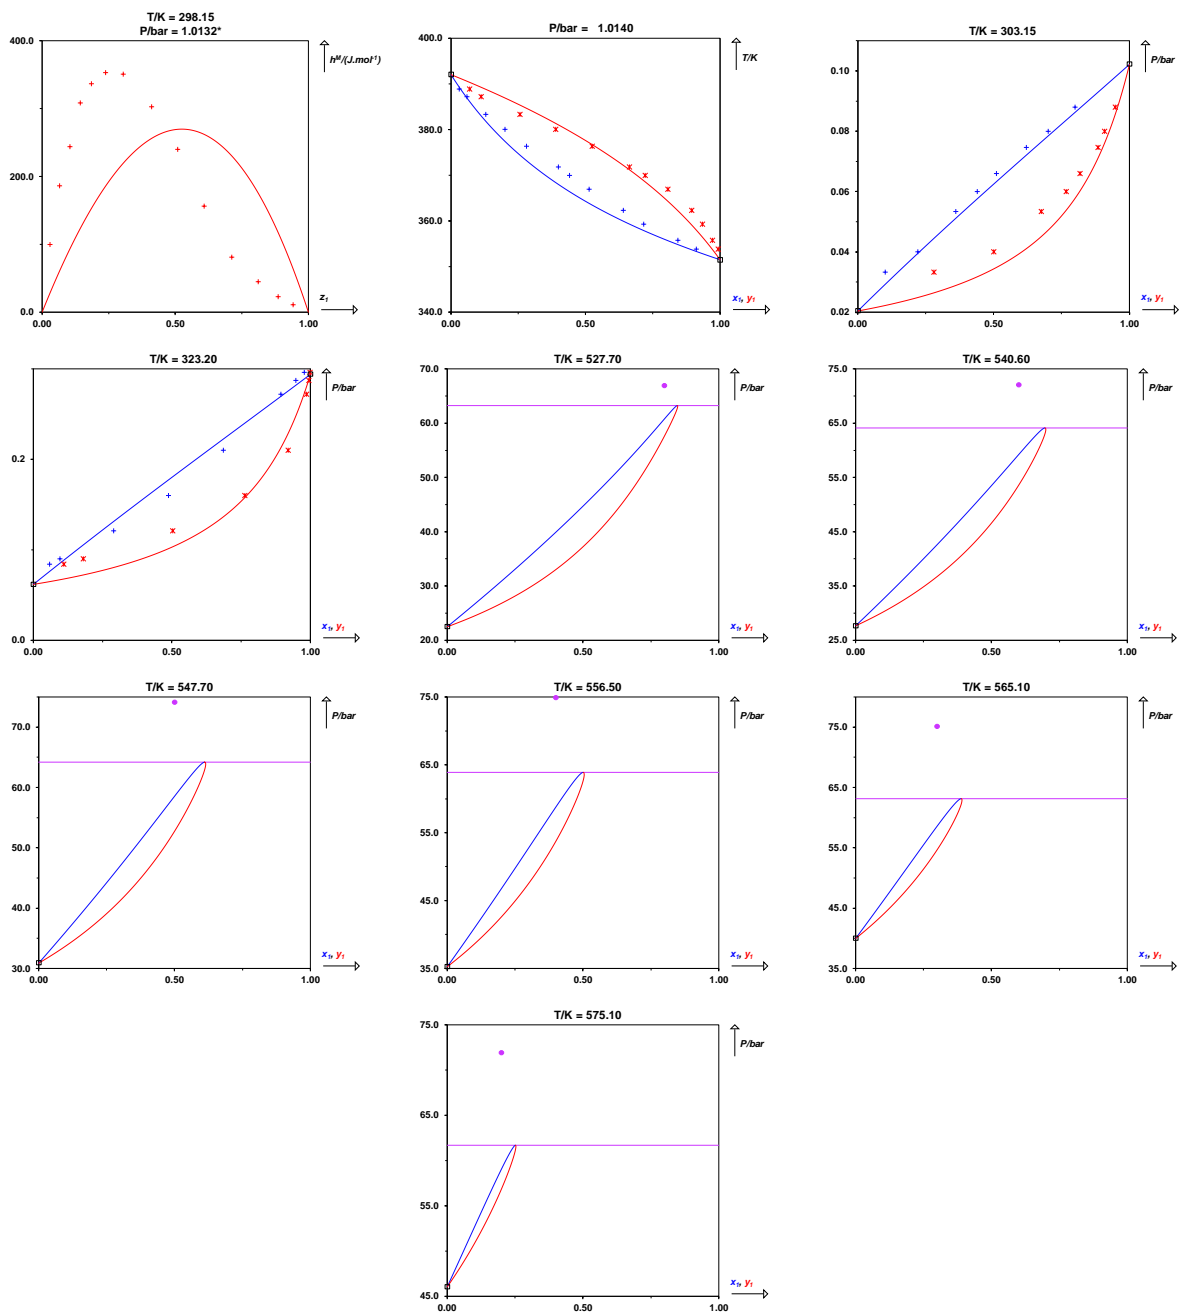 T/K = 298.15
P/bar = 1.0132*
400.0
200.0
0.0
0.00 0.50 1.00
hᴹ/(J.mol⁻¹)
z₁
P/bar = 1.0140
400.0
380.0
360.0
340.0
0.00 0.50 1.00
T/K
x₁, y₁
T/K = 303.15
0.10
0.08
0.06
0.04
0.02
0.00 0.50 1.00
P/bar
x₁, y₁
T/K = 323.20
0.2
0.0
0.00 0.50 1.00
P/bar
x₁, y₁
T/K = 527.70
70.0
60.0
50.0
40.0
30.0
20.0
0.00 0.50 1.00
P/bar
x₁, y₁
T/K = 540.60
75.0
65.0
55.0
45.0
35.0
25.0
0.00 0.50 1.00
P/bar
x₁, y₁
T/K = 547.70
70.0
60.0
50.0
40.0
30.0
0.00 0.50 1.00
P/bar
x₁, y₁
T/K = 556.50
75.0
65.0
55.0
45.0
35.0
0.00 0.50 1.00
P/bar
x₁, y₁
T/K = 565.10
75.0
65.0
55.0
45.0
35.0
0.00 0.50 1.00
P/bar
x₁, y₁
T/K = 575.10
75.0
65.0
55.0
45.0
0.00 0.50 1.00
P/bar
x₁, y₁